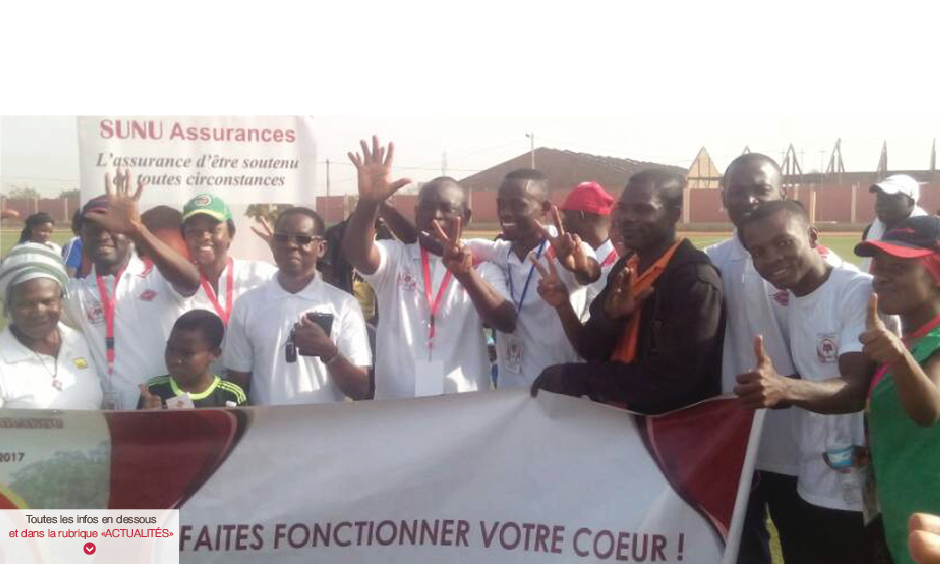 SUNU Assurances
L'assurance d'être soutenu
en toutes circonstances
2017
FAITES FONCTIONNER VOTRE COEUR !
Toutes les infos en dessous
et dans la rubrique «ACTUALITÉS»